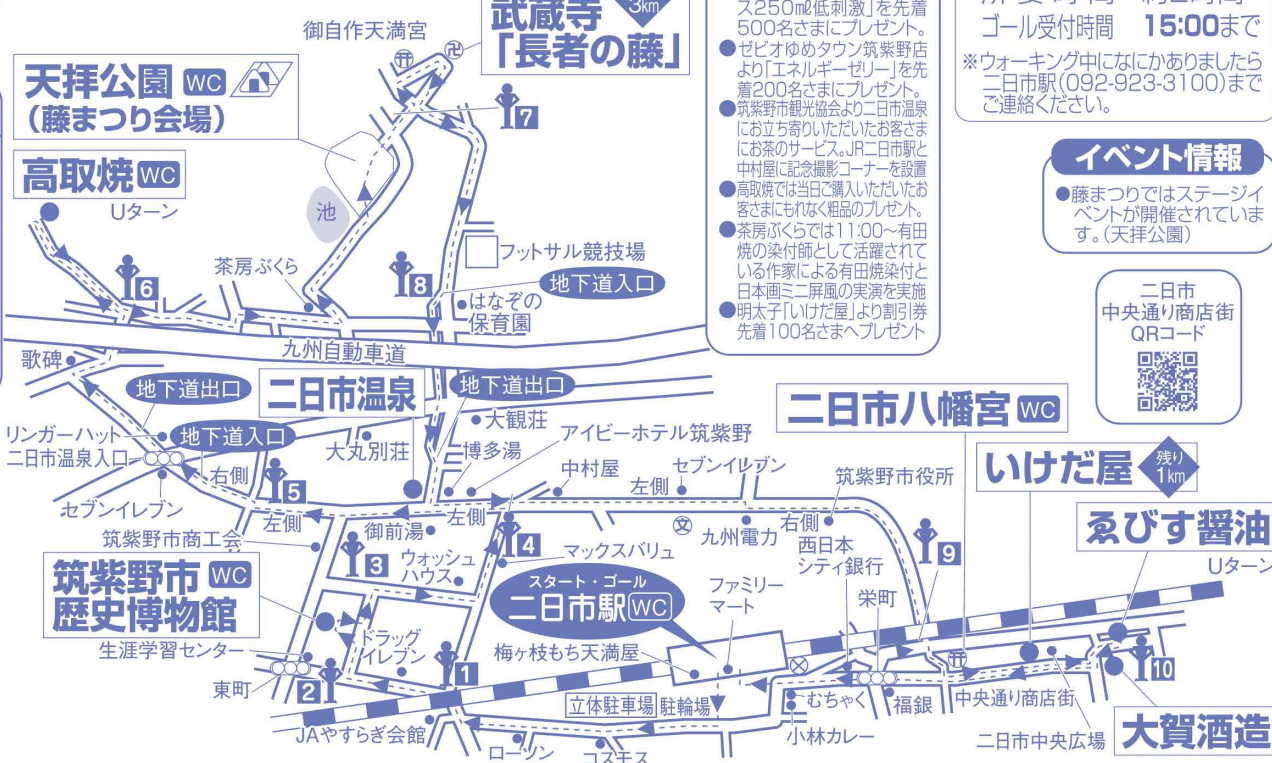 御自作天満宮
武蔵寺
「長者の藤」
3km
天拝公園 WC
(藤まつり会場)
高取焼 WC
Uターン
池
7
6
8
茶房ぶくら
フットサル競技場
地下道入口
はなぞの
保育園
九州自動車道
歌碑
地下道出口
二日市温泉
地下道出口
リンガーハット
二日市温泉入口
地下道入口
右側
セブンイレブン
大丸別荘
大観荘
博多湯
アイビーホテル筑紫野
中村屋
セブンイレブン
左側
5
左側
御前湯
左側
4
文
九州電力
右側
筑紫野市役所
筑紫野市商工会
3
ウォッシュ
ハウス
マックスバリュ
西日本
シティ銀行
9
筑紫野市 WC
歴史博物館
スタート・ゴール
二日市駅 WC
ファミリー
マート
栄町
生涯学習センター
ドラッグ
イレブン
梅ヶ枝もち天満屋
東町
2
1
立体駐車場
駐輪場
むちゃく
福銀
中央通り商店街
10
JAやすらぎ会館
ローソン
コスモス
小林カレー
二日市中央広場
大賀酒造
二日市八幡宮 WC
いけだ屋
残り
1km
ゑびす醤油
Uターン
ス250㎖低刺激」を先着
500名さまにプレゼント。
●ゼビオゆめタウン筑紫野店
より「エネルギーゼリー」を先
着200名さまにプレゼント。
●筑紫野市観光協会より二日市温泉
にお立ち寄りいただいたお客さま
にお茶のサービス。JR二日市駅と
中村屋に記念撮影コーナーを設置
●高取焼では当日ご購入いただいたお
客さまにもれなく粗品のプレゼント。
●茶房ぶくらでは11:00〜有田
焼の染付師として活躍されて
いる作家による有田焼染付と
日本画ミニ屏風の実演を実施
●明太子「いけだ屋」より割引券
先着100名さまへプレゼント
ゴール受付時間 15:00まで
※ウォーキング中になにかありましたら
二日市駅(092-923-3100)まで
ご連絡ください。
イベント情報
●藤まつりではステージイ
ベントが開催されていま
す。(天拝公園)
二日市
中央通り商店街
QRコード